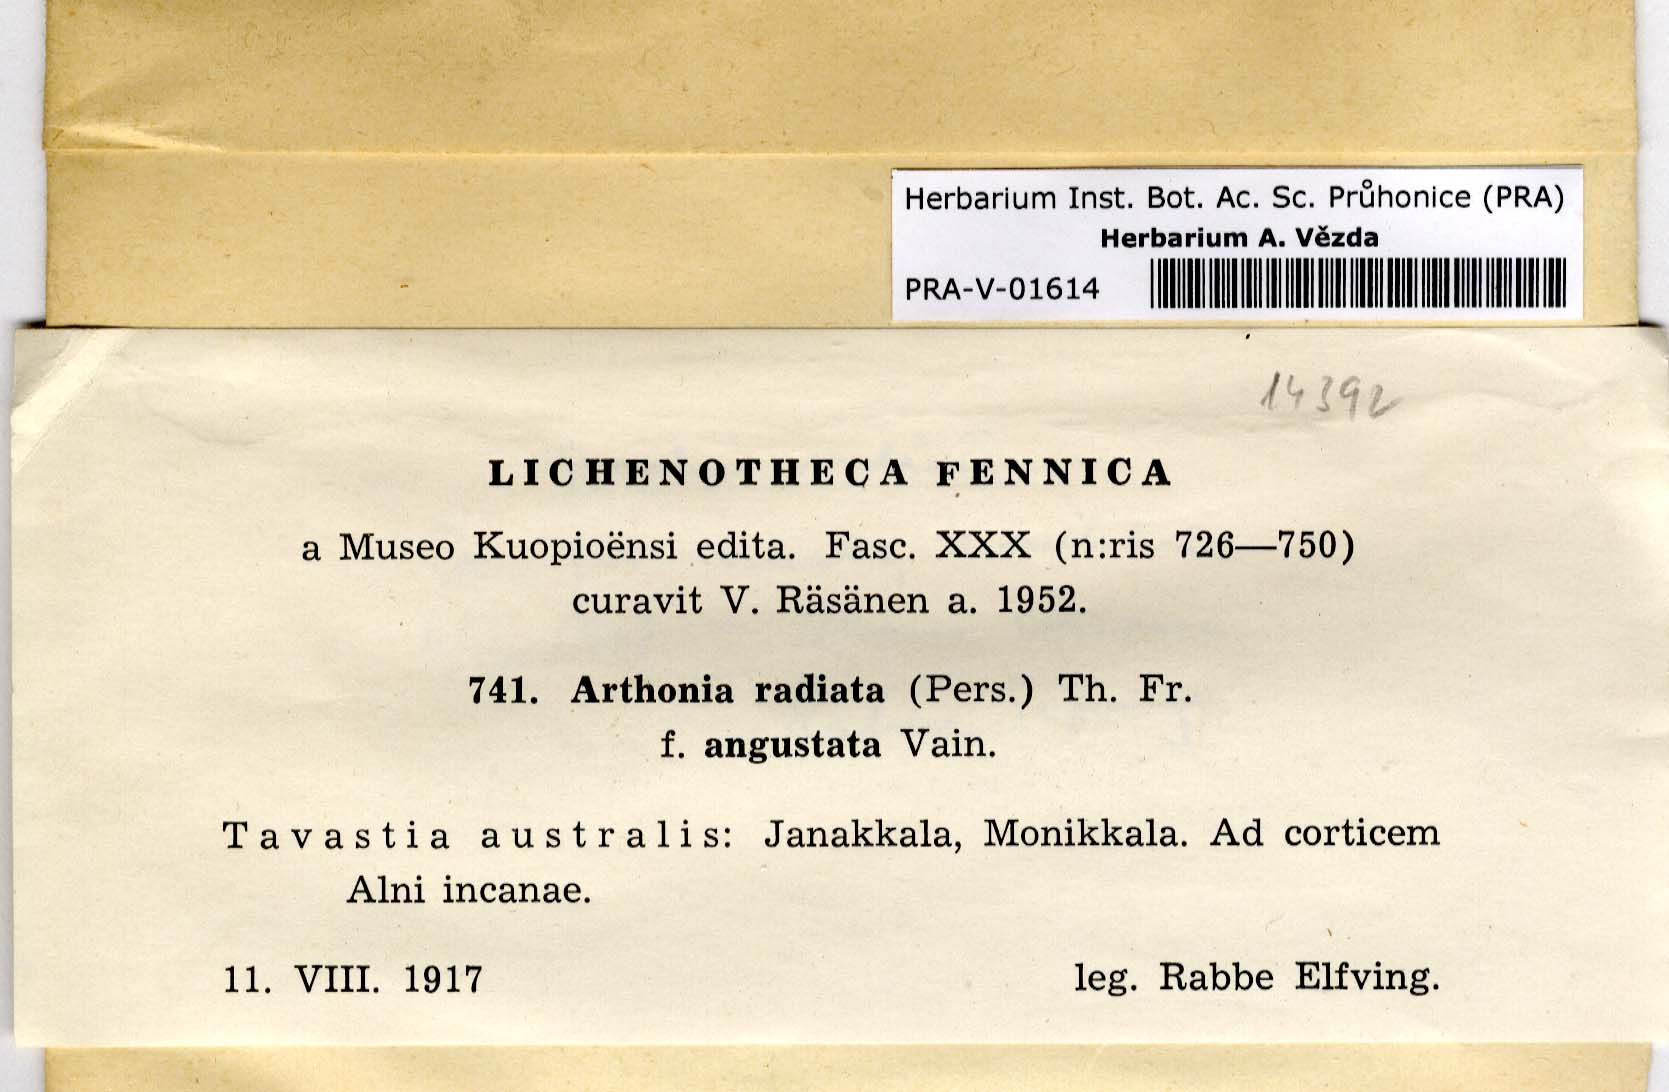 Herbarium Inst. Bot. Ac. Sc. Průhonice (PRA)
Herbarium A. Vězda
PRA-V-01614
14392
LICHENOTHECA FENNICA
a Museo Kuopioënsi edita. Fasc. XXX (n:ris 726—750)
curavit V. Räsänen a. 1952.
741. Arthonia radiata (Pers.) Th. Fr.
f. angustata Vain.
Tavastia australis: Janakkala, Monikkala. Ad corticem
Alni incanae.
11. VIII. 1917 leg. Rabbe Elfving.